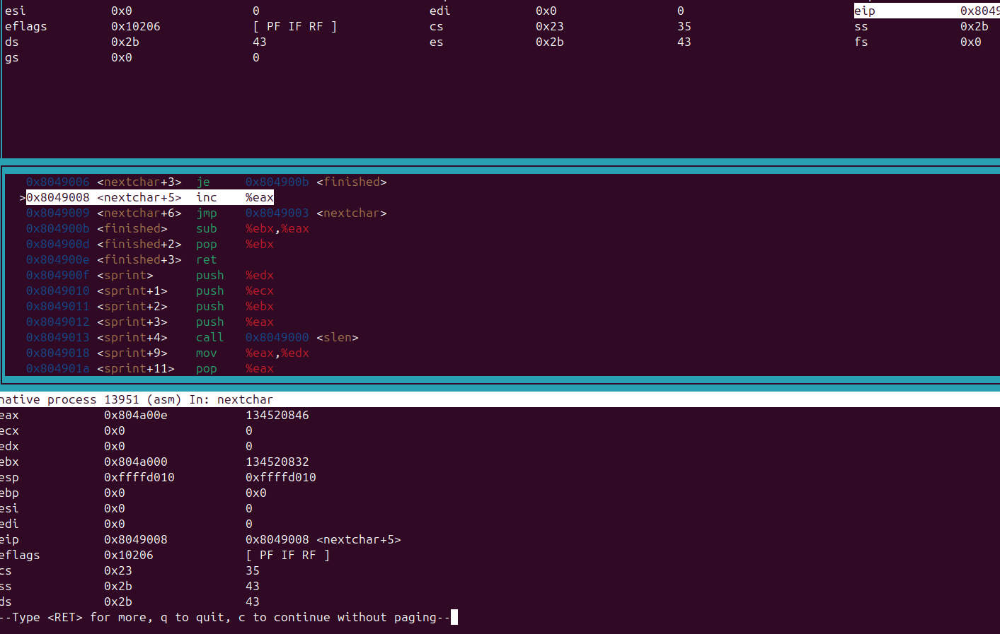 esi 0x0 0 edi 0x0 0 eip 0x8049
eflags 0x10206 [ PF IF RF ] cs 0x23 35 ss 0x2b
ds 0x2b 43 es 0x2b 43 fs 0x0
gs 0x0 0
0x8049006 <nextchar+3> je 0x804900b <finished>
>0x8049008 <nextchar+5> inc %eax
0x8049009 <nextchar+6> jmp 0x8049003 <nextchar>
0x804900b <finished> sub %ebx,%eax
0x804900d <finished+2> pop %ebx
0x804900e <finished+3> ret
0x804900f <sprint> push %edx
0x8049010 <sprint+1> push %ecx
0x8049011 <sprint+2> push %ebx
0x8049012 <sprint+3> push %eax
0x8049013 <sprint+4> call 0x8049000 <slen>
0x8049018 <sprint+9> mov %eax,%edx
0x804901a <sprint+11> pop %eax
native process 13951 (asm) In: nextchar
eax 0x804a00e 134520846
ecx 0x0 0
edx 0x0 0
ebx 0x804a000 134520832
esp 0xffffd010 0xffffd010
ebp 0x0 0x0
esi 0x0 0
edi 0x0 0
eip 0x8049008 0x8049008 <nextchar+5>
eflags 0x10206 [ PF IF RF ]
cs 0x23 35
ss 0x2b 43
ds 0x2b 43
--Type <RET> for more, q to quit, c to continue without paging--